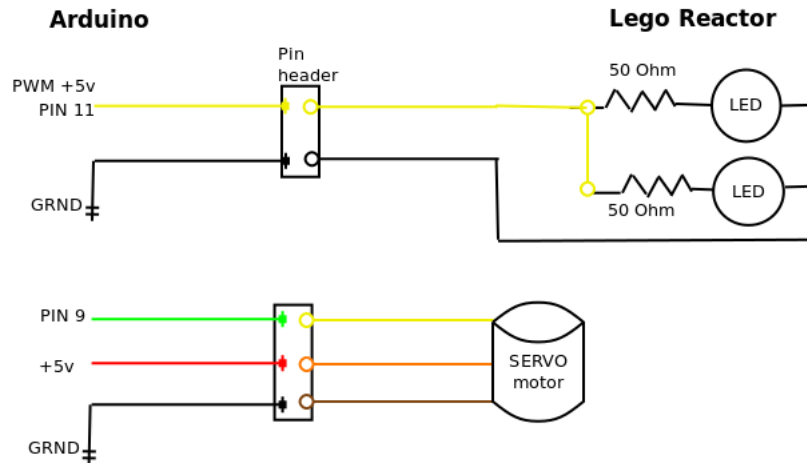 Arduino
Lego Reactor
Pin
header
50 Ohm
PWM +5v
PIN 11
LED
GRND
LED
50 Ohm
PIN 9
+5v
SERVO
motor
GRND